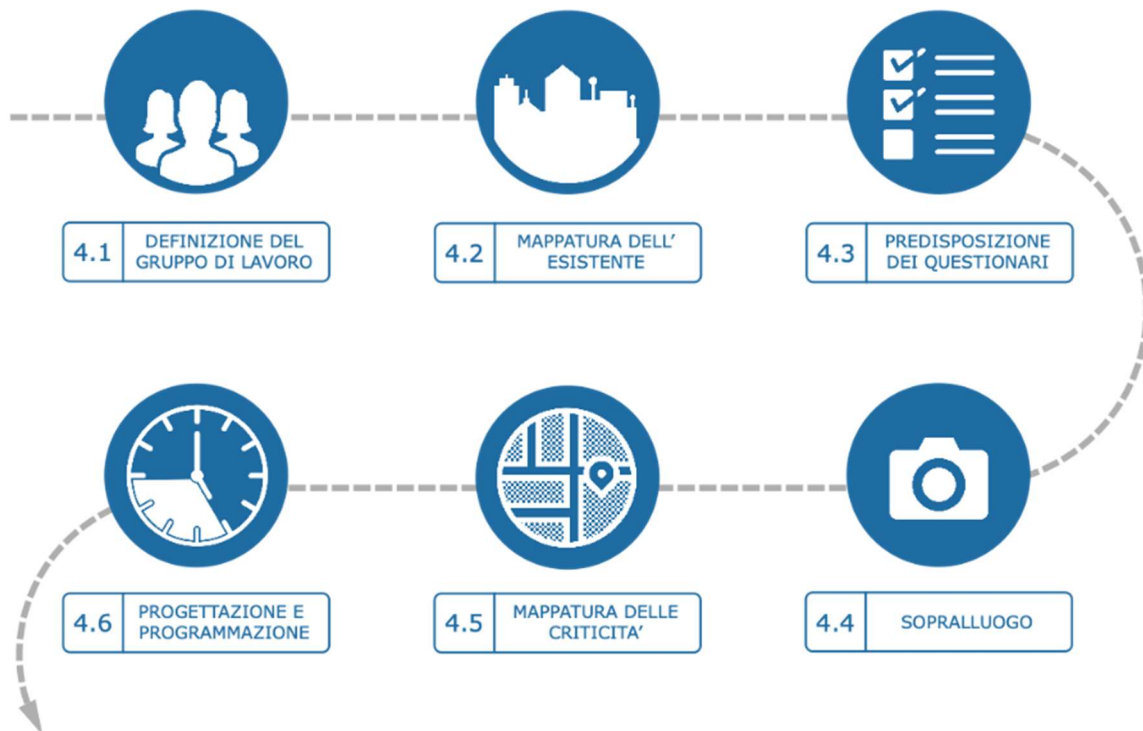 4.1
DEFINIZIONE DEL
GRUPPO DI LAVORO
4.2
MAPPATURA DELL'
ESISTENTE
4.3
PREDISPOSIZIONE
DEI QUESTIONARI
4.4
SOPRALLUOGO
4.5
MAPPATURA DELLE
CRITICITA'
4.6
PROGETTAZIONE E
PROGRAMMAZIONE